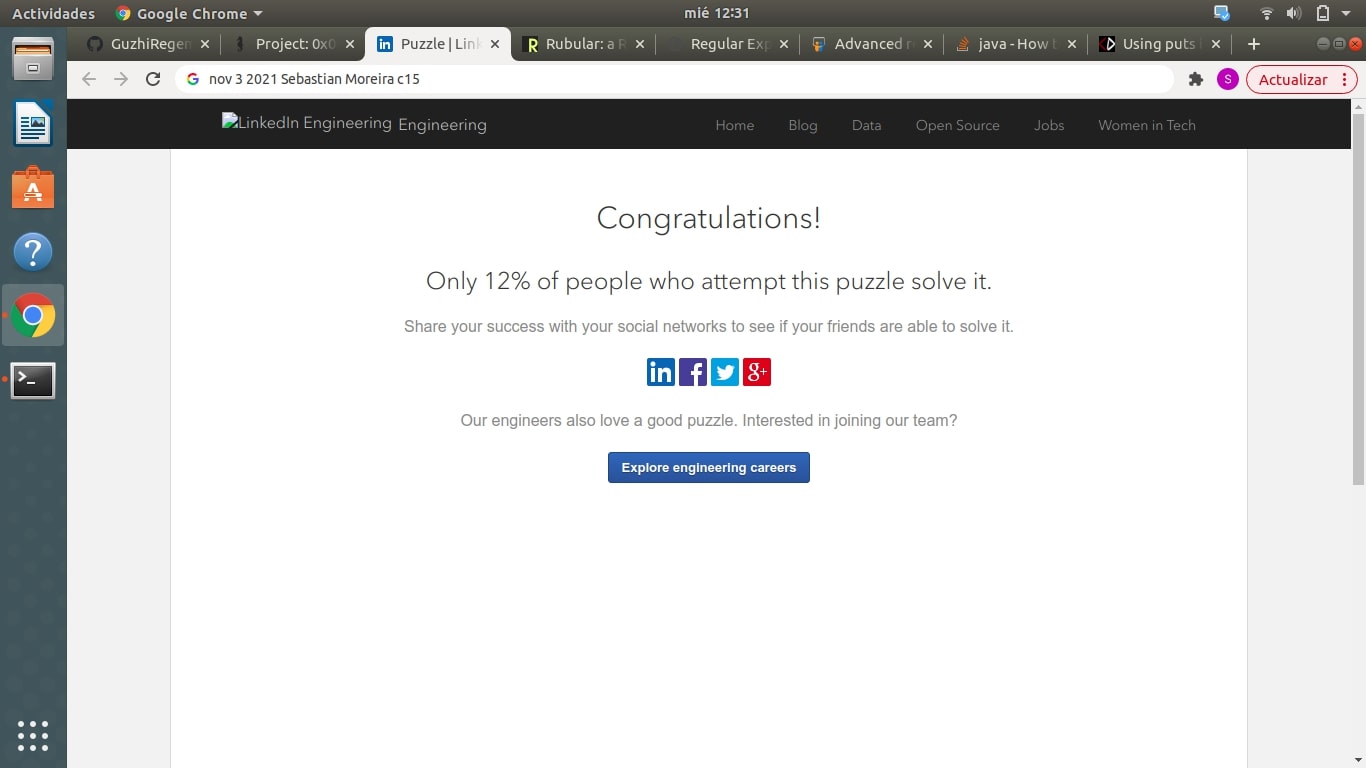 Actividades Google Chrome mié 12:31
GuzhiRegen Project: 0x0 Puzzle | Link Rubular: a R Regular Exp Advanced r java - How t Using puts i
nov 3 2021 Sebastian Moreira c15 S Actualizar
LinkedIn Engineering Engineering Home Blog Data Open Source Jobs Women in Tech
Congratulations!
Only 12% of people who attempt this puzzle solve it.
Share your success with your social networks to see if your friends are able to solve it.
in f g+
Our engineers also love a good puzzle. Interested in joining our team?
Explore engineering careers